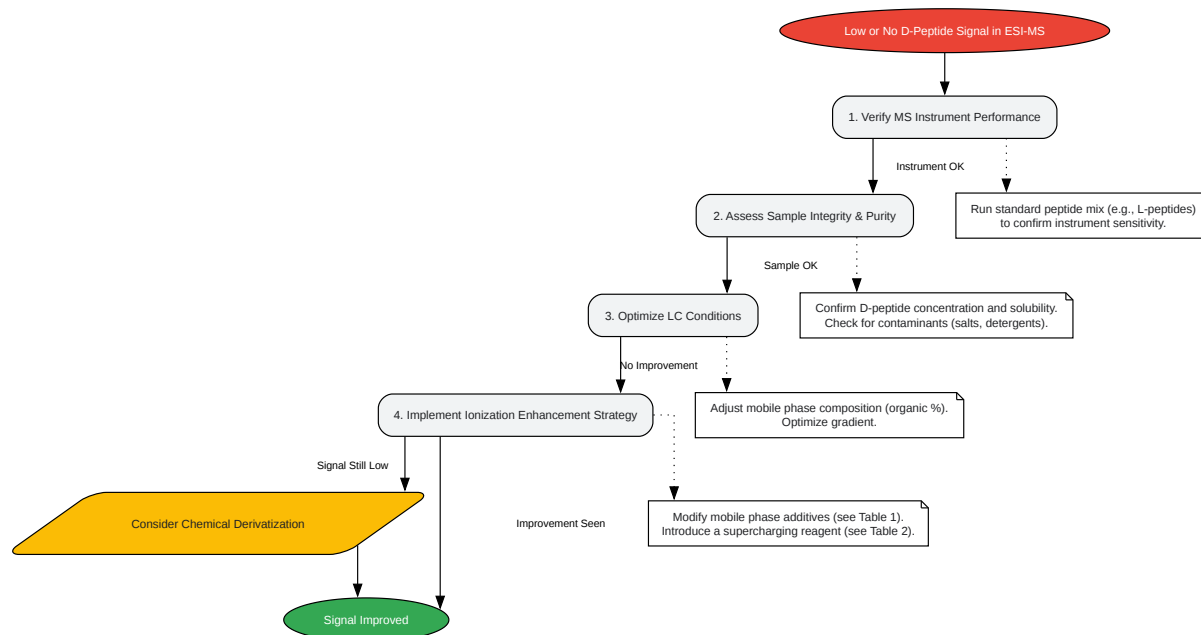 Low or No D-Peptide Signal in ESI-MS
1. Verify MS Instrument Performance
Instrument OK
Run standard peptide mix (e.g., L-peptides)
to confirm instrument sensitivity.
2. Assess Sample Integrity & Purity
Sample OK
Confirm D-peptide concentration and solubility.
Check for contaminants (salts, detergents).
3. Optimize LC Conditions
No Improvement
Adjust mobile phase composition (organic %).
Optimize gradient.
4. Implement Ionization Enhancement Strategy
Signal Still Low
Consider Chemical Derivatization
Improvement Seen
Modify mobile phase additives (see Table 1).
Introduce a supercharging reagent (see Table 2).
Signal Improved